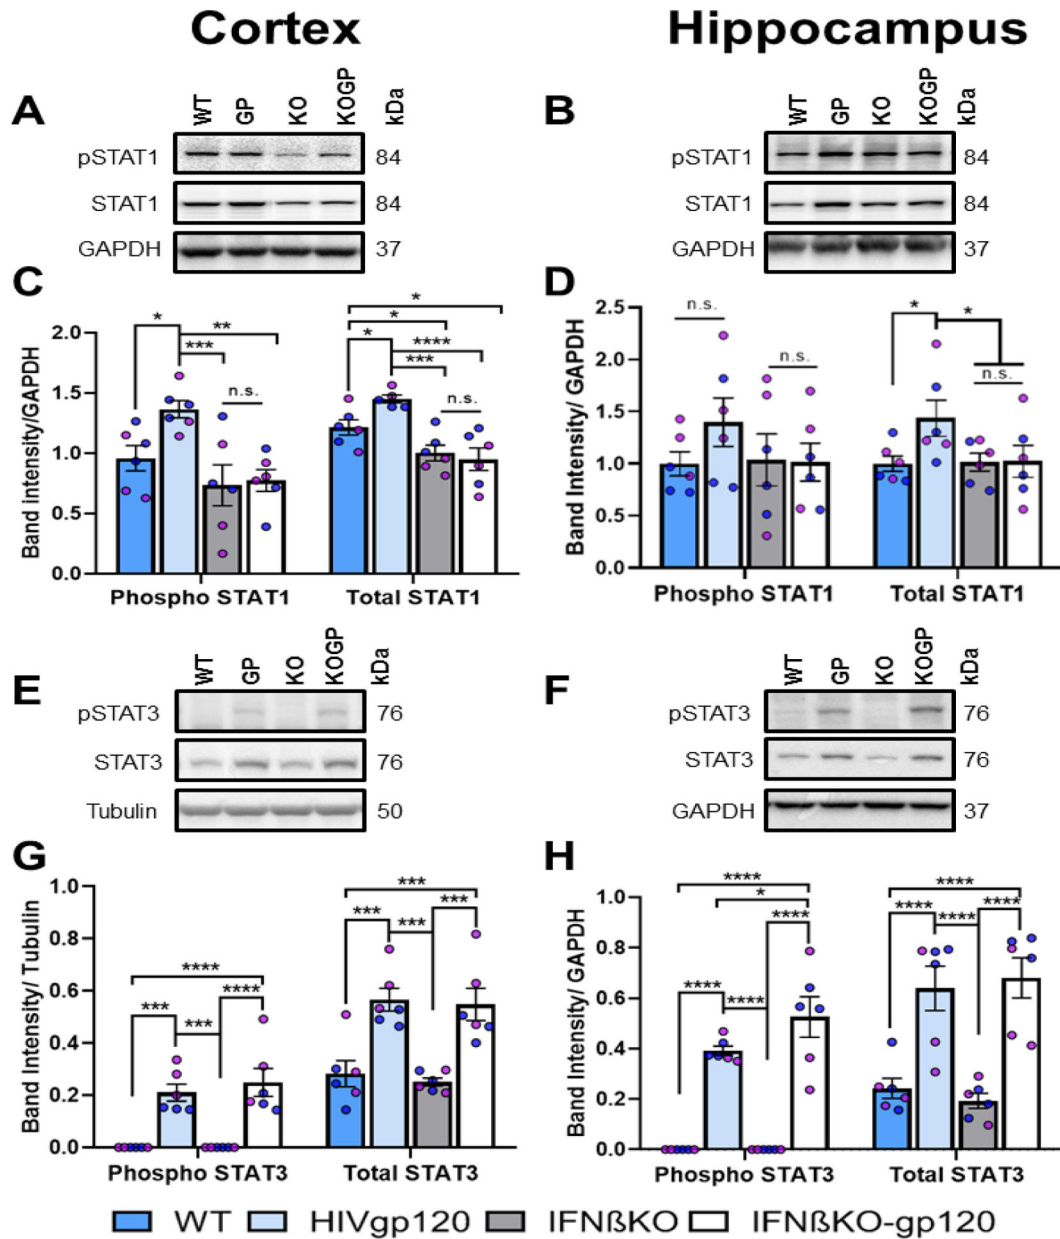 Cortex Hippocampus
A WT GP KO KOGP kDa
pSTAT1 84
STAT1 84
GAPDH 37
B WT GP KO KOGP kDa
pSTAT1 84
STAT1 84
GAPDH 37
C
Band Intensity/GAPDH
2.0
1.5
1.0
0.5
0.0
* ** *** n.s.
* * * **** *** n.s.
Phospho STAT1 Total STAT1
D
Band Intensity/ GAPDH
2.5
2.0
1.5
1.0
0.5
0.0
n.s. n.s.
* * n.s.
Phospho STAT1 Total STAT1
E WT GP KO KOGP kDa
pSTAT3 76
STAT3 76
Tubulin 50
F WT GP KO KOGP kDa
pSTAT3 76
STAT3 76
GAPDH 37
G
Band Intensity/ Tubulin
1.0
0.8
0.6
0.4
0.2
0.0
**** *** *** ****
*** *** *** ***
Phospho STAT3 Total STAT3
H
Band Intensity/ GAPDH
1.0
0.8
0.6
0.4
0.2
0.0
**** * **** **** ****
**** **** **** ****
Phospho STAT3 Total STAT3
WT HIVgp120 IFNßKO IFNßKO-gp120